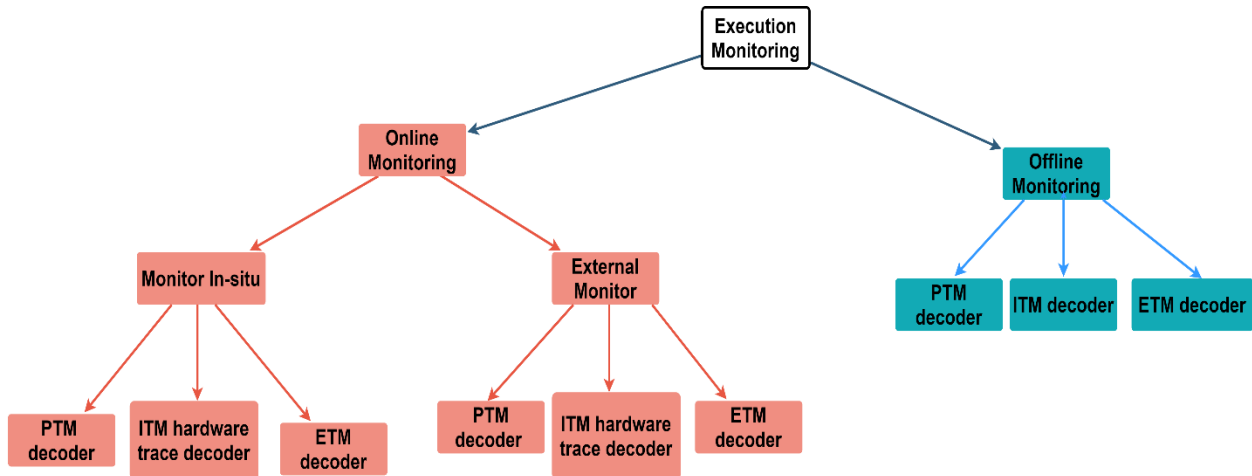 Execution
Monitoring
Online
Monitoring
Offline
Monitoring
Monitor In-situ
External
Monitor
PTM
decoder
ITM decoder
ETM decoder
PTM
decoder
ITM hardware
trace decoder
ETM
decoder
PTM
decoder
ITM hardware
trace decoder
ETM
decoder